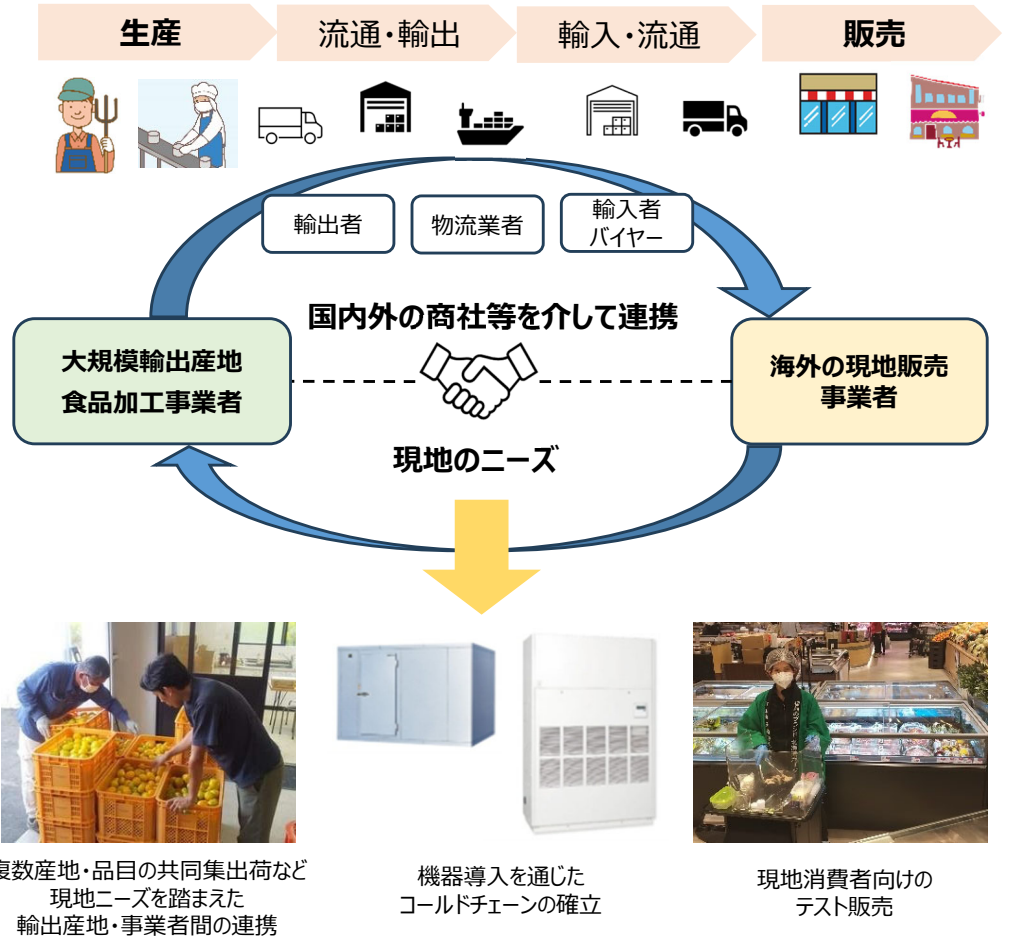 生産
流通・輸出
輸入・流通
販売
輸出者
物流業者
輸入者
バイヤー
国内外の商社等を介して連携
大規模輸出産地
食品加工事業者
海外の現地販売
事業者
現地のニーズ
複数産地・品目の共同集出荷など
現地ニーズを踏まえた
輸出産地・事業者間の連携
機器導入を通じた
コールドチェーンの確立
現地消費者向けの
テスト販売